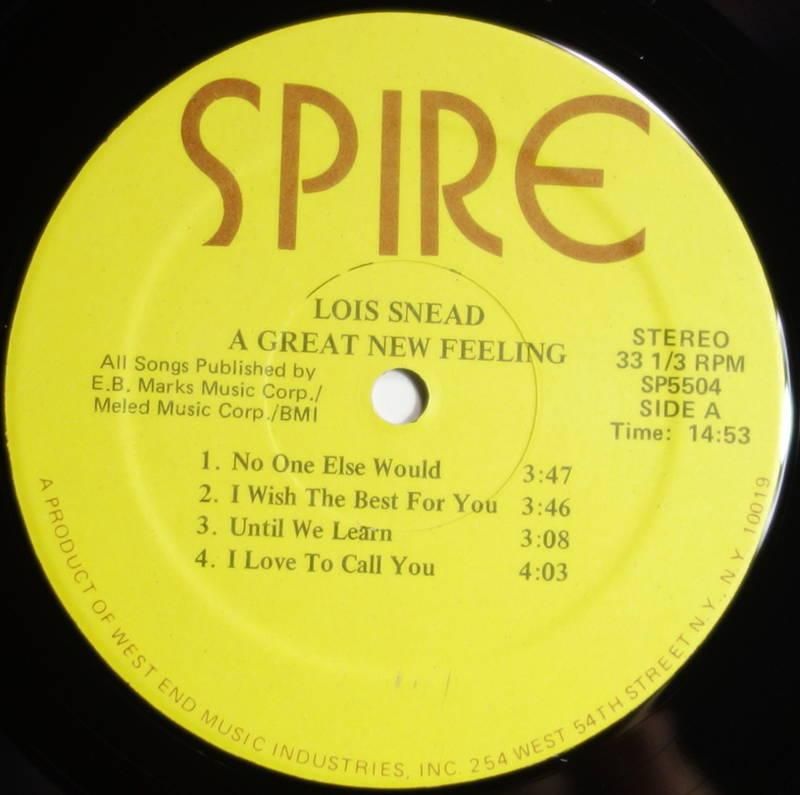 SPIRE
LOIS SNEAD
A GREAT NEW FEELING
All Songs Published by
E.B. Marks Music Corp./
Meled Music Corp./BMI
STEREO
33 1/3 RPM
SP5504
SIDE A
Time: 14:53
1. No One Else Would 3:47
2. I Wish The Best For You 3:46
3. Until We Learn 3:08
4. I Love To Call You 4:03
A PRODUCT OF WEST END MUSIC INDUSTRIES, INC. 254 WEST 54TH STREET N.Y., N.Y. 10019